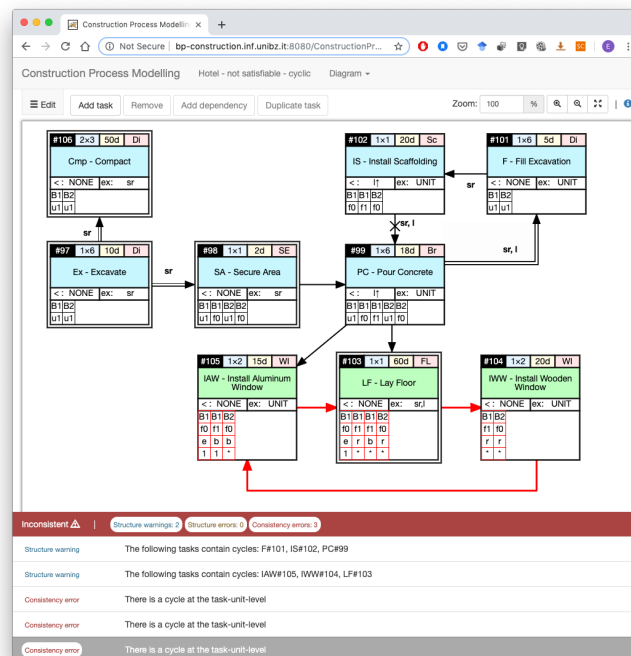 Construction Process Modellin
Not Secure | bp-construction.inf.unibz.it:8080/ConstructionPr...
Construction Process Modelling Hotel - not satisfiable - cyclic Diagram
Edit Add task Remove Add dependency Duplicate task Zoom: 100 %
#106 2×3 50d Di
Cmp - Compact
<: NONE ex: sr
B1 B2
u1 u1
#102 1×1 20d Sc
IS - Install Scaffolding
<: l↑ ex: UNIT
B1 B1 B2
f0 f1 f0
#101 1×6 5d Di
F - Fill Excavation
<: NONE ex: UNIT
B1 B2
u1 u1
sr
sr
sr, l
#97 1×6 10d Di
Ex - Excavate
<: NONE ex: sr
B1 B2
u1 u1
sr
#98 1×1 2d SE
SA - Secure Area
<: NONE ex: sr
B1 B1 B2 B2
u1 f0 u1 f0
#99 1×6 18d Br
PC - Pour Concrete
<: l↑ ex: UNIT
B1 B1 B1 B2 B2
u1 f0 f1 u1 f0
sr, l
#105 1×2 15d WI
IAW - Install Aluminum
Window
<: NONE ex: UNIT
B1 B1 B2
f0 f1 f0
e b b
1 1 *
#103 1×1 60d FL
LF - Lay Floor
<: NONE ex: sr,l
B1 B1 B1 B2
f0 f1 f1 f0
e r b r
* * * *
#104 1×2 20d WI
IWW - Install Wooden
Window
<: NONE ex: UNIT
B1 B2
f1 f0
r r
* *
Inconsistent | Structure warnings: 2 Structure errors: 0 Consistency errors: 3
Structure warning The following tasks contain cycles: F#101, IS#102, PC#99
Structure warning The following tasks contain cycles: IAW#105, IWW#104, LF#103
Consistency error There is a cycle at the task-unit-level
Consistency error There is a cycle at the task-unit-level
Consistency error There is a cycle at the task-unit-level